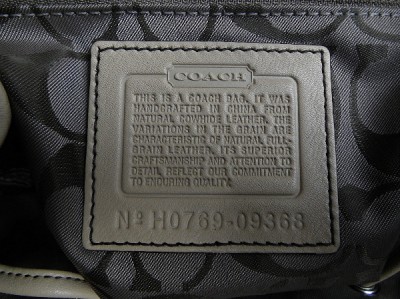 COACH
THIS IS A COACH BAG. IT WAS
HANDCRAFTED IN CHINA FROM
NATURAL COWHIDE LEATHER. THE
VARIATIONS IN THE GRAIN ARE
CHARACTERISTIC OF NATURAL FULL-
GRAIN LEATHER. ITS SUPERIOR
CRAFTSMANSHIP AND ATTENTION TO
DETAIL REFLECT OUR COMMITMENT
TO ENDURING QUALITY.
Nº H0769-09368